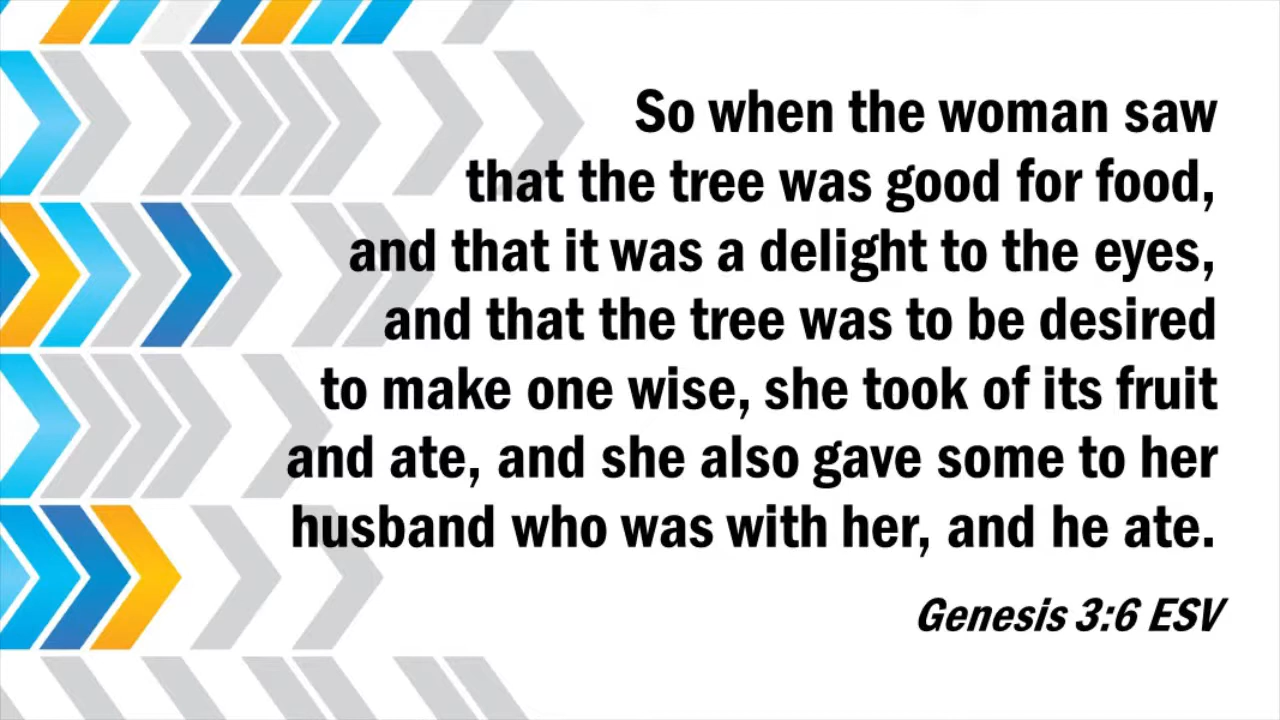 So when the woman saw
that the tree was good for food,
and that it was a delight to the eyes,
and that the tree was to be desired
to make one wise, she took of its fruit
and ate, and she also gave some to her
husband who was with her, and he ate.
Genesis 3:6 ESV